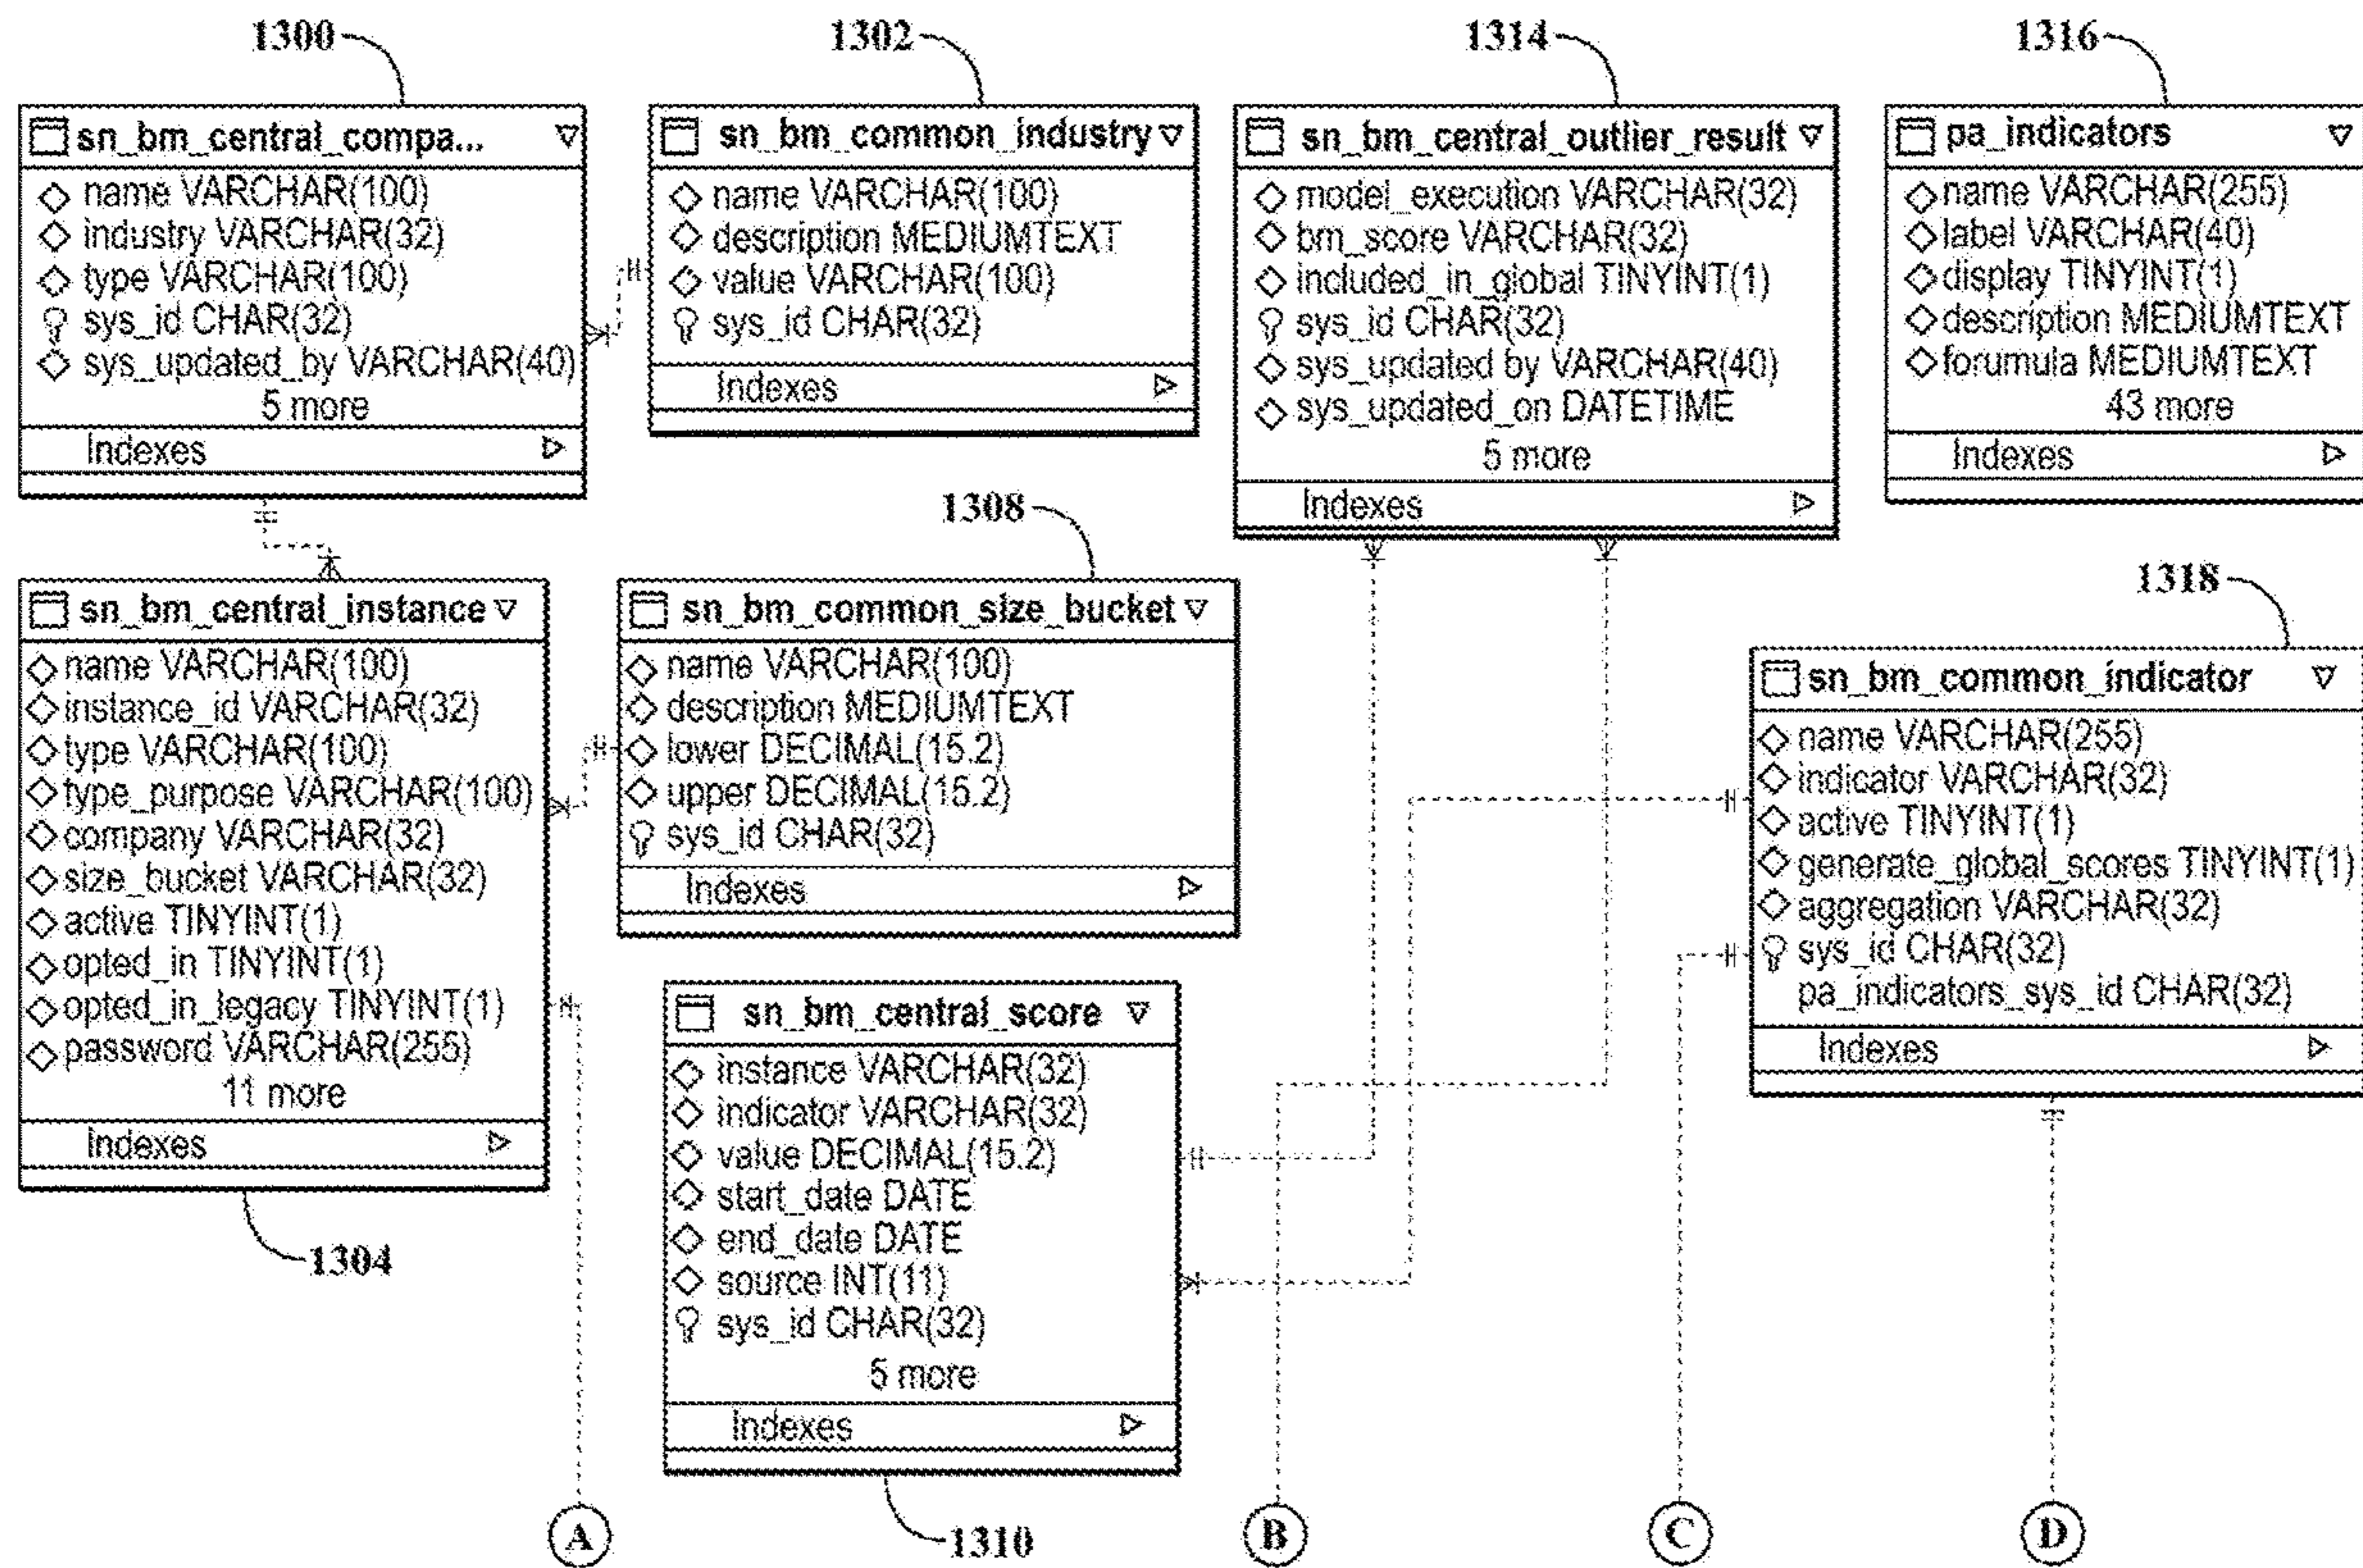 1300
sn_bm_central_compa...
name VARCHAR(100)
industry VARCHAR(32)
type VARCHAR(100)
sys_id CHAR(32)
sys_updated_by VARCHAR(40)
5 more
Indexes
1302
sn_bm_common_industry
name VARCHAR(100)
description MEDIUMTEXT
value VARCHAR(100)
sys_id CHAR(32)
Indexes
1314
sn_bm_central_outlier_result
model_execution VARCHAR(32)
bm_score VARCHAR(32)
included_in_global TINYINT(1)
sys_id CHAR(32)
sys_updated by VARCHAR(40)
sys_updated_on DATETIME
5 more
Indexes
1316
pa_indicators
name VARCHAR(255)
label VARCHAR(40)
display TINYINT(1)
description MEDIUMTEXT
forumula MEDIUMTEXT
43 more
Indexes
sn_bm_central_instance
name VARCHAR(100)
instance_id VARCHAR(32)
type VARCHAR(100)
type_purpose VARCHAR(100)
company VARCHAR(32)
size_bucket VARCHAR(32)
active TINYINT(1)
opted_in TINYINT(1)
opted_in_legacy TINYINT(1)
password VARCHAR(255)
11 more
Indexes
1304
1308
sn_bm_common_size_bucket
name VARCHAR(100)
description MEDIUMTEXT
lower DECIMAL(15.2)
upper DECIMAL(15.2)
sys_id CHAR(32)
Indexes
sn_bm_central_score
instance VARCHAR(32)
indicator VARCHAR(32)
value DECIMAL(15.2)
start_date DATE
end_date DATE
source INT(11)
sys_id CHAR(32)
5 more
Indexes
1310
1318
sn_bm_common_indicator
name VARCHAR(255)
indicator VARCHAR(32)
active TINYINT(1)
generate_global_scores TINYINT(1)
aggregation VARCHAR(32)
sys_id CHAR(32)
pa_indicators_sys_id CHAR(32)
Indexes
A
B
C
D